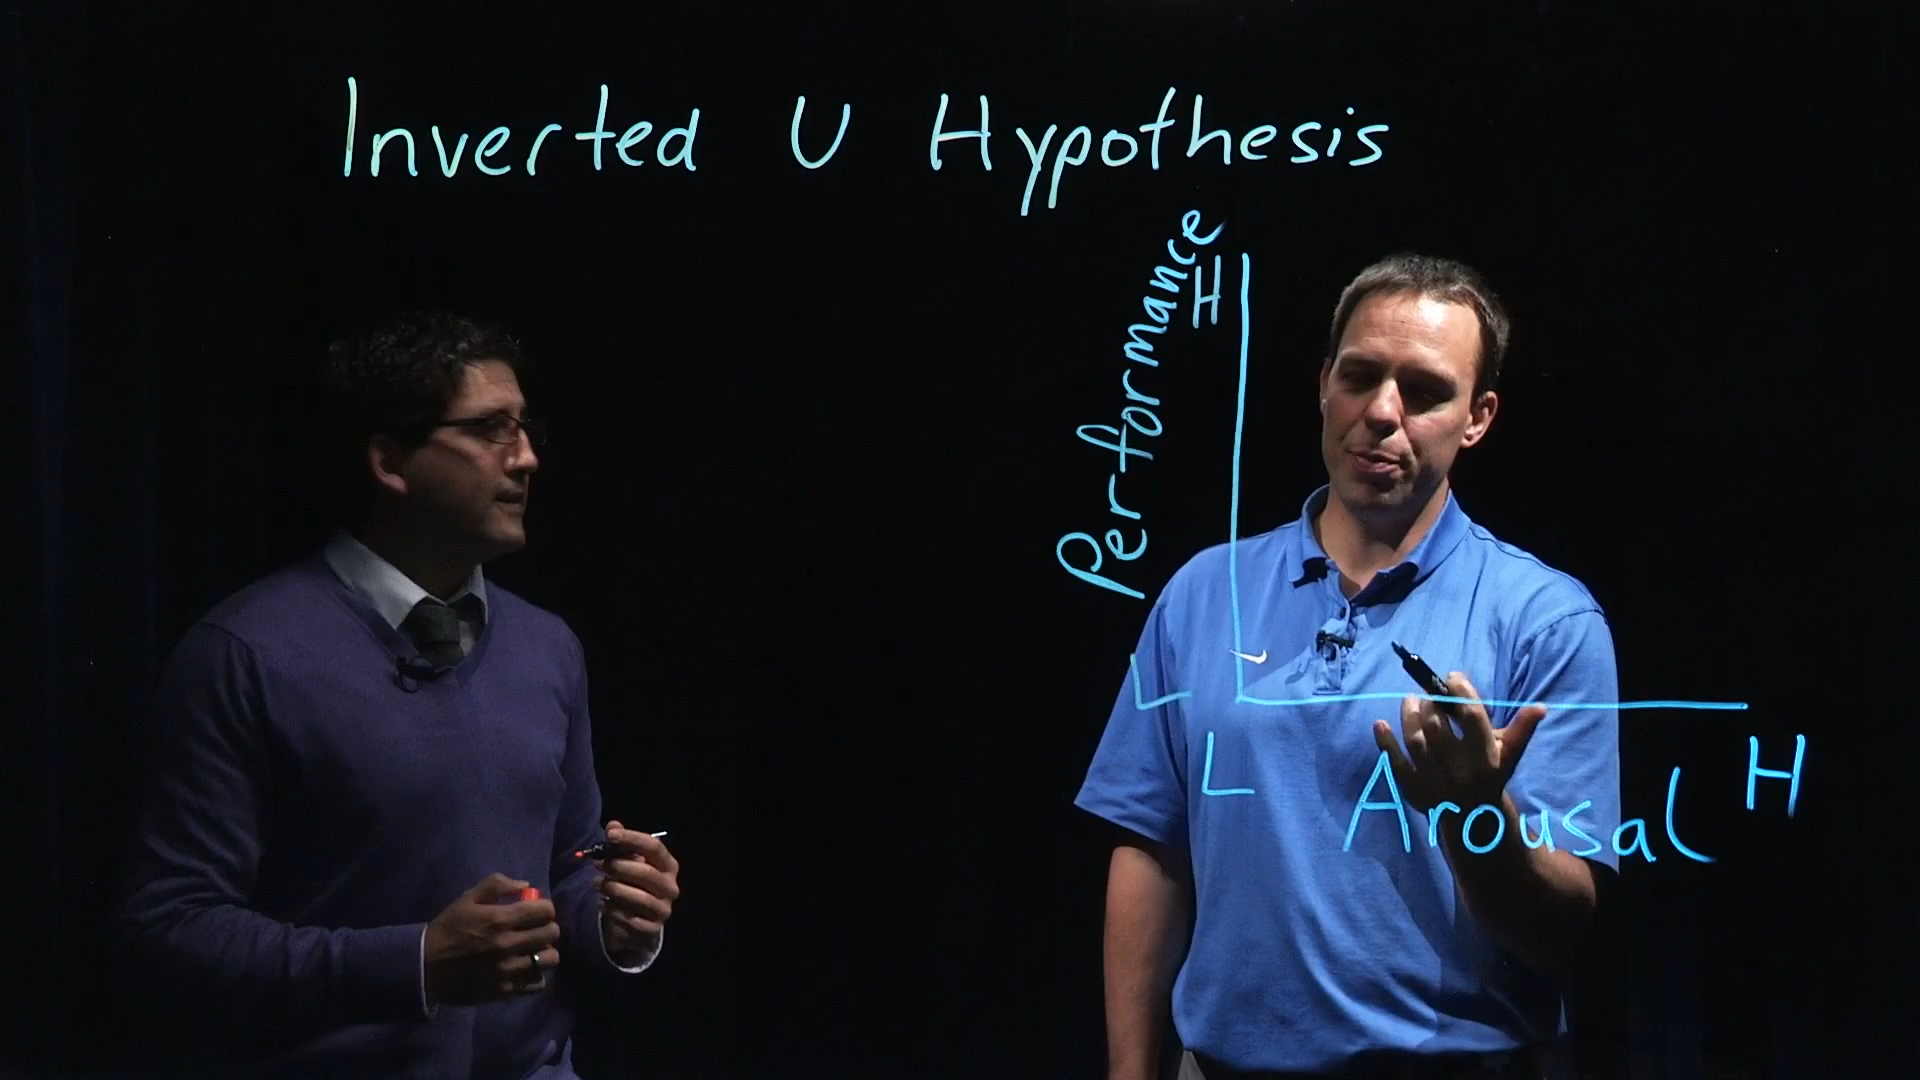 Inverted U Hypothesis
Performance
H
L
L
Arousal
H